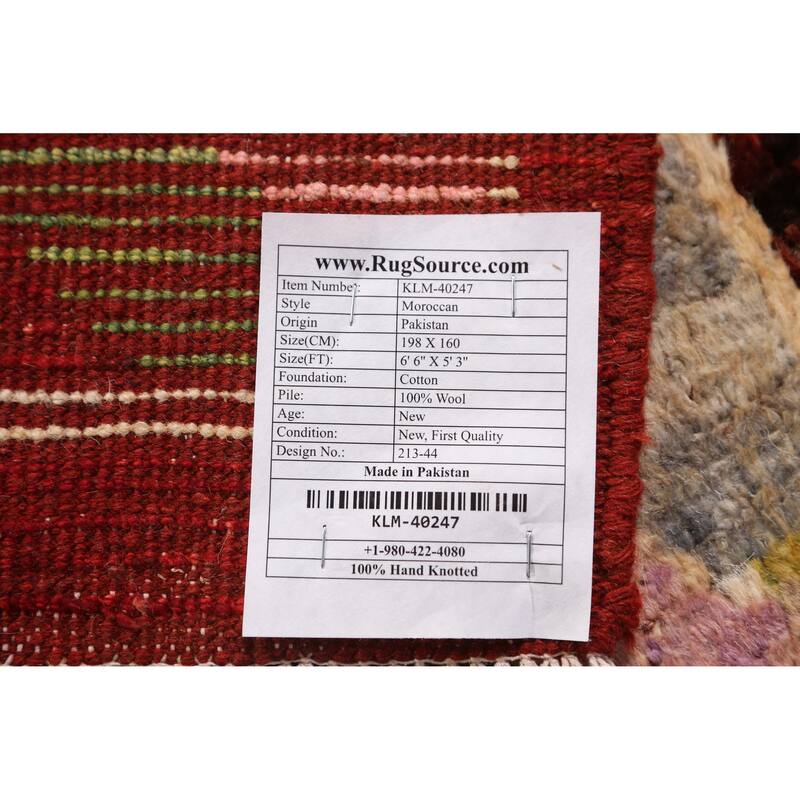 www.RugSource.com
Item Number: KLM-40247
Style Moroccan
Origin Pakistan
Size(CM): 198 X 160
Size(FT): 6' 6" X 5' 3"
Foundation: Cotton
Pile: 100% Wool
Age: New
Condition: New, First Quality
Design No.: 213-44
Made in Pakistan
KLM-40247
+1-980-422-4080
100% Hand Knotted